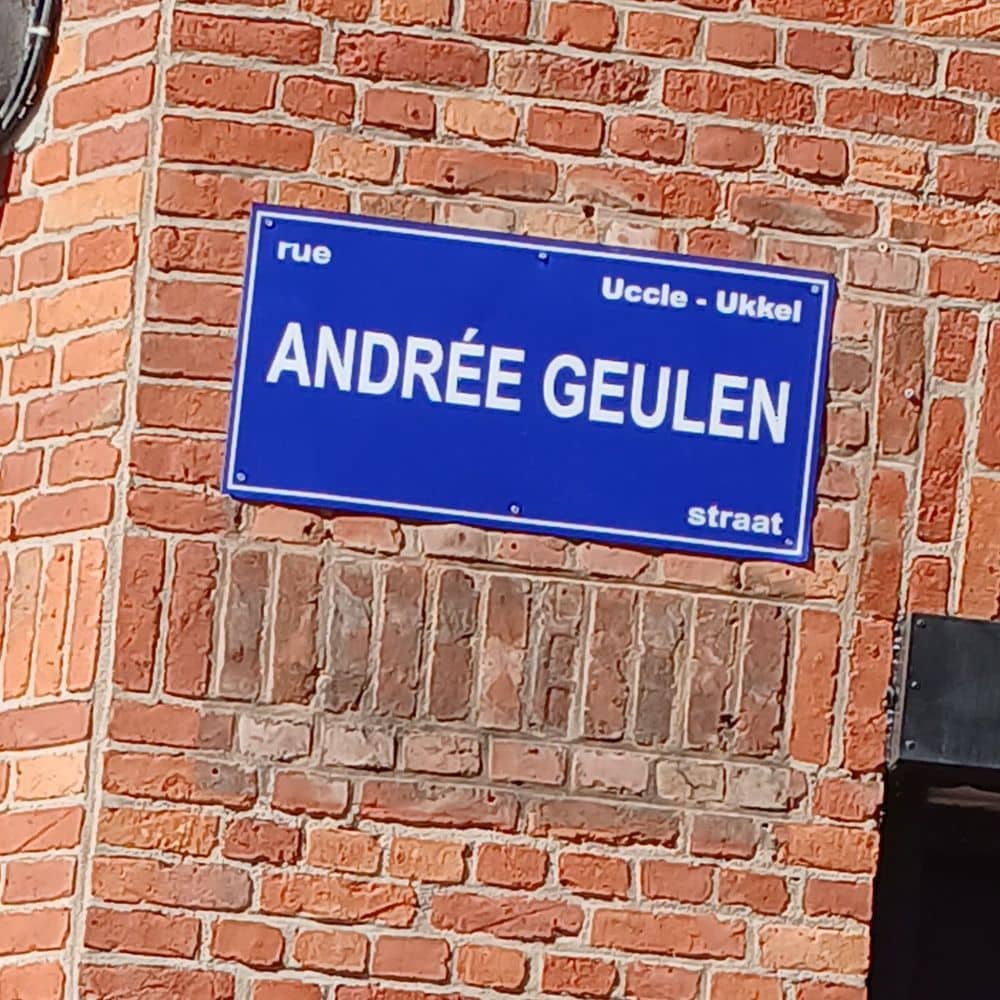 rue
Uccle - Ukkel
ANDRÉE GEULEN
straat